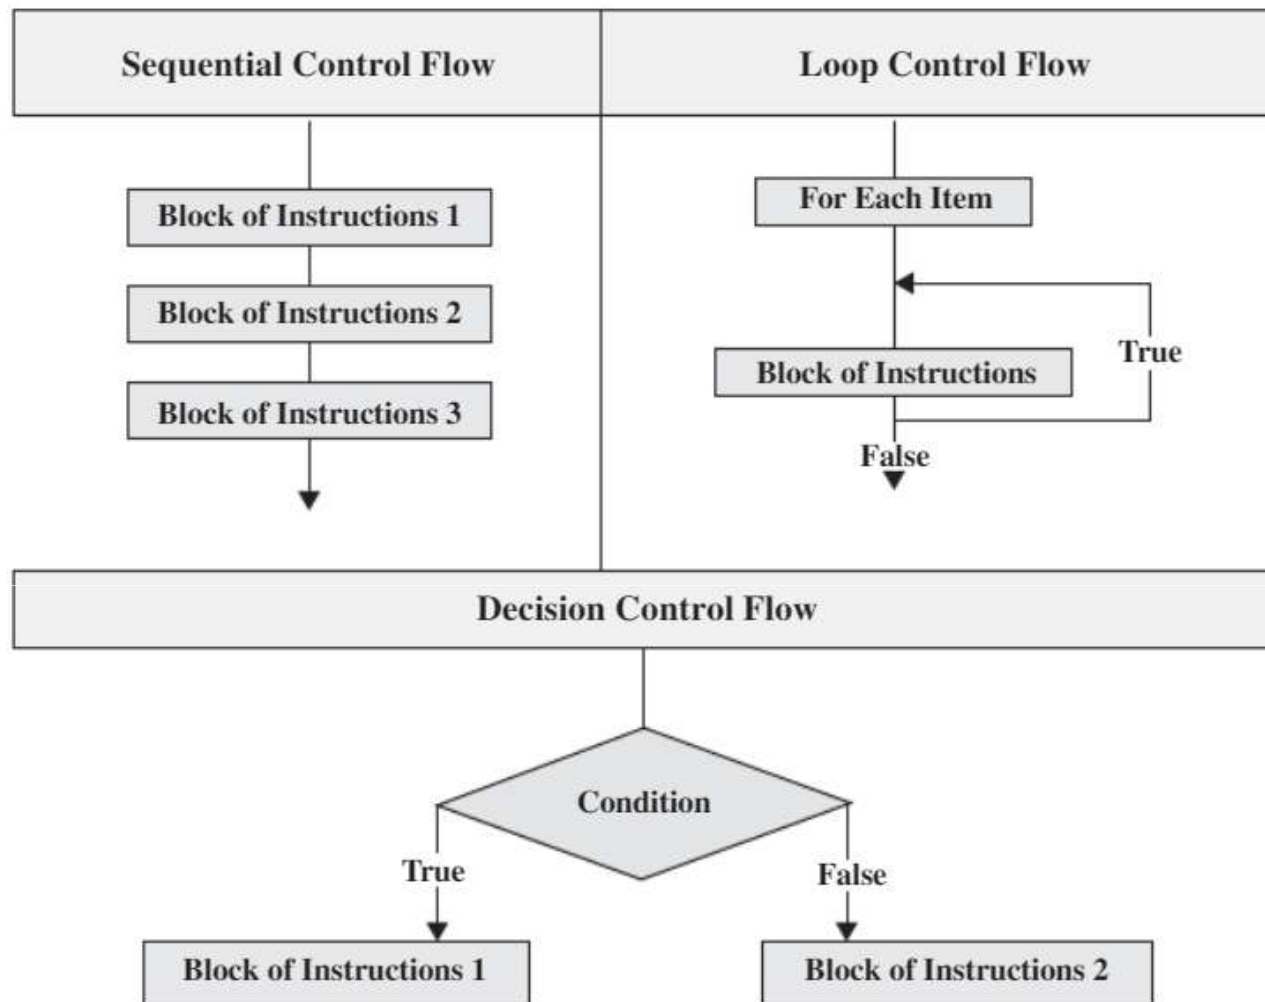 Sequential Control Flow
Block of Instructions 1
Block of Instructions 2
Block of Instructions 3
Loop Control Flow
For Each Item
True
Block of Instructions
False
Decision Control Flow
Condition
True
False
Block of Instructions 1
Block of Instructions 2